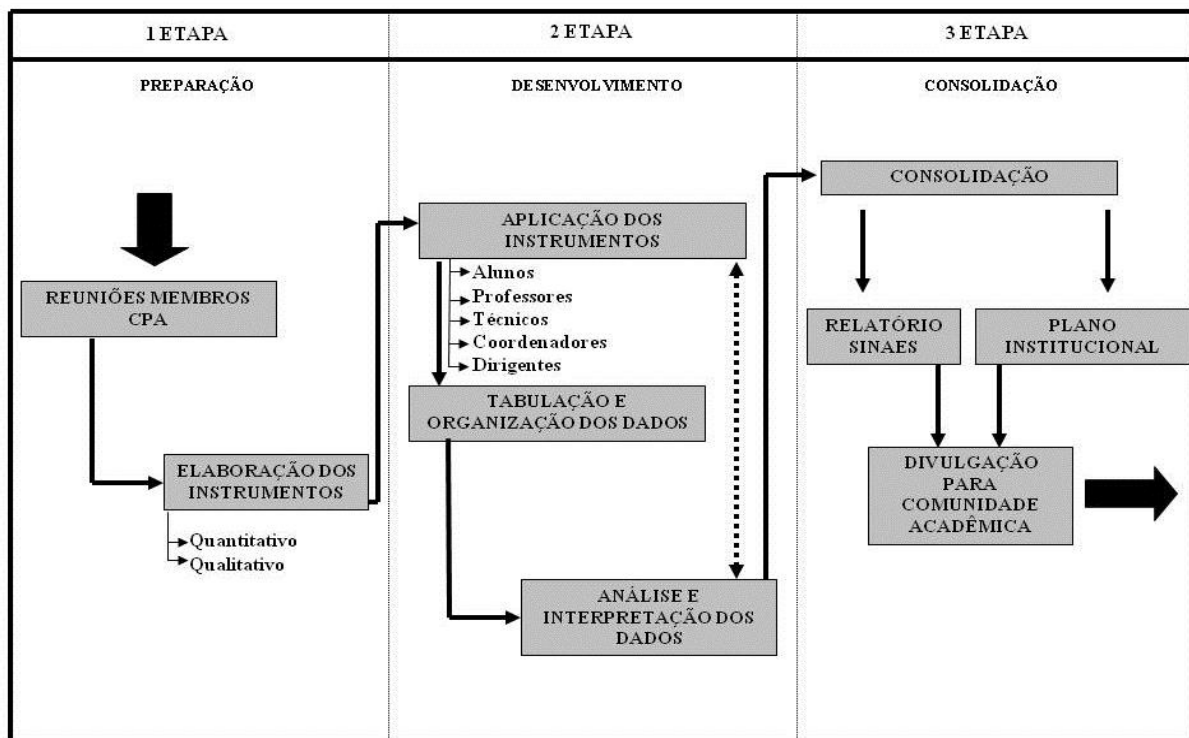 1 ETAPA
2 ETAPA
3 ETAPA
PREPARAÇÃO
DESENVOLVIMENTO
CONSOLIDAÇÃO
REUNIÕES MEMBROS
CPA
ELABORAÇÃO DOS
INSTRUMENTOS
Quantitativo
Qualitativo
APLICAÇÃO DOS
INSTRUMENTOS
Alunos
Professores
Técnicos
Coordenadores
Dirigentes
TABULAÇÃO E
ORGANIZAÇÃO DOS DADOS
ANÁLISE E
INTERPRETAÇÃO DOS
DADOS
CONSOLIDAÇÃO
RELATÓRIO
SINAES
PLANO
INSTITUCIONAL
DIVULGAÇÃO
PARA
COMUNIDADE
ACADÊMICA